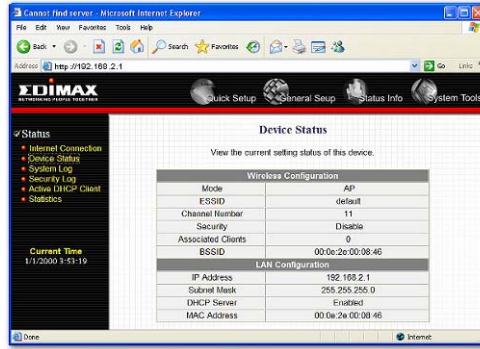 Cannot find server - Microsoft Internet Explorer
File Edit View Favorites Tools Help
Back Search Favorites
Address http://192.168.2.1 Go Links
EDIMAX
NETWORKING PEOPLE TOGETHER
Quick Setup General Seup Status Info System Tools
Status
Internet Connection
Device Status
System Log
Security Log
Active DHCP Client
Statistics
Current Time
1/1/2000 3:53:19
Device Status
View the current setting status of this device.
Wireless Configuration
Mode AP
ESSID default
Channel Number 11
Security Disable
Associated Clients 0
BSSID 00:0e:2e:00:08:46
LAN Configuration
IP Address 192.168.2.1
Subnet Mask 255.255.255.0
DHCP Server Enabled
MAC Address 00:0e:2e:00:08:46
Done Internet